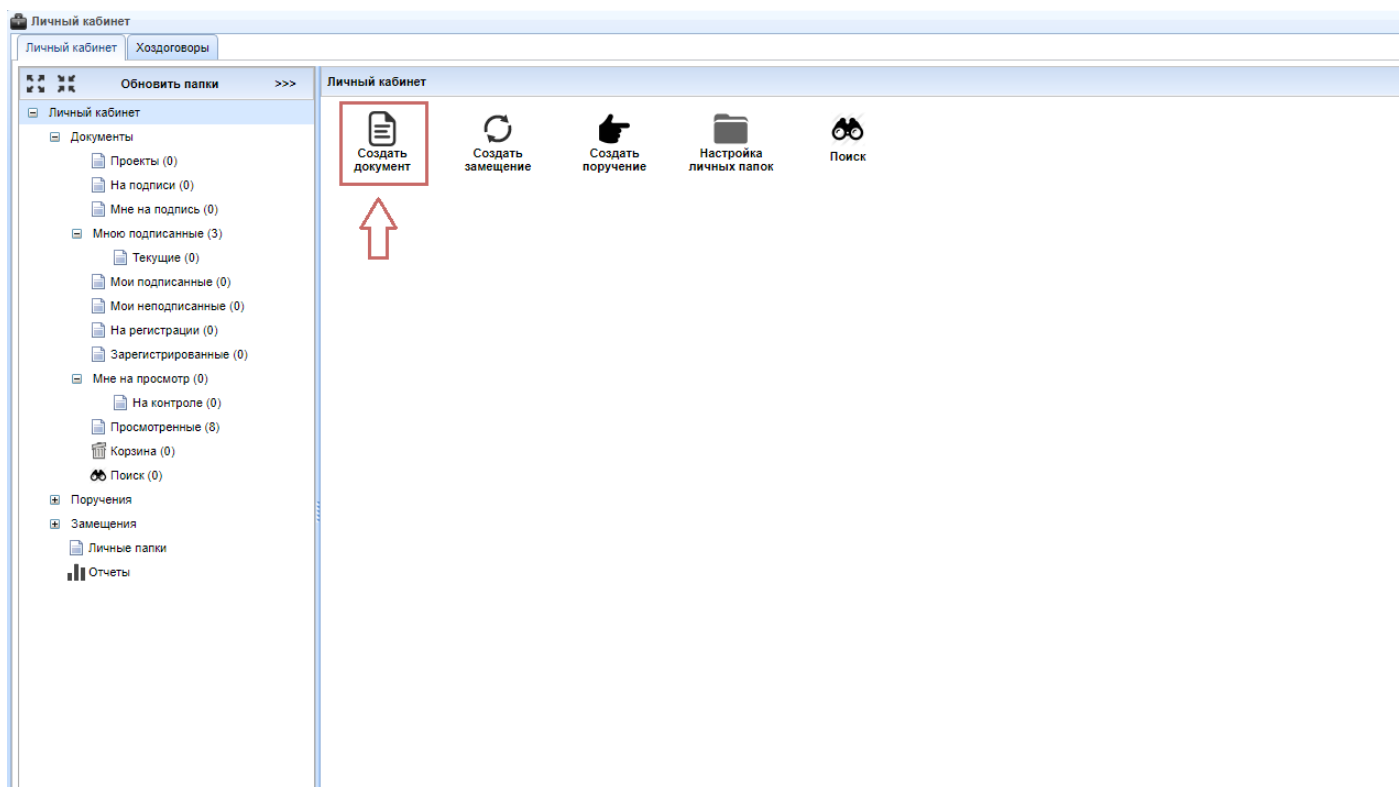 Личный кабинет
Личный кабинет
Хоздоговоры
Обновить папки
>>>
Личный кабинет
Документы
Проекты (0)
На подписи (0)
Мне на подпись (0)
Мною подписанные (3)
Текущие (0)
Мои подписанные (0)
Мои неподписанные (0)
На регистрации (0)
Зарегистрированные (0)
Мне на просмотр (0)
На контроле (0)
Просмотренные (8)
Корзина (0)
Поиск (0)
Поручения
Замещения
Личные папки
Отчеты
Личный кабинет
Создать
документ
Создать
замещение
Создать
поручение
Настройка
личных папок
Поиск